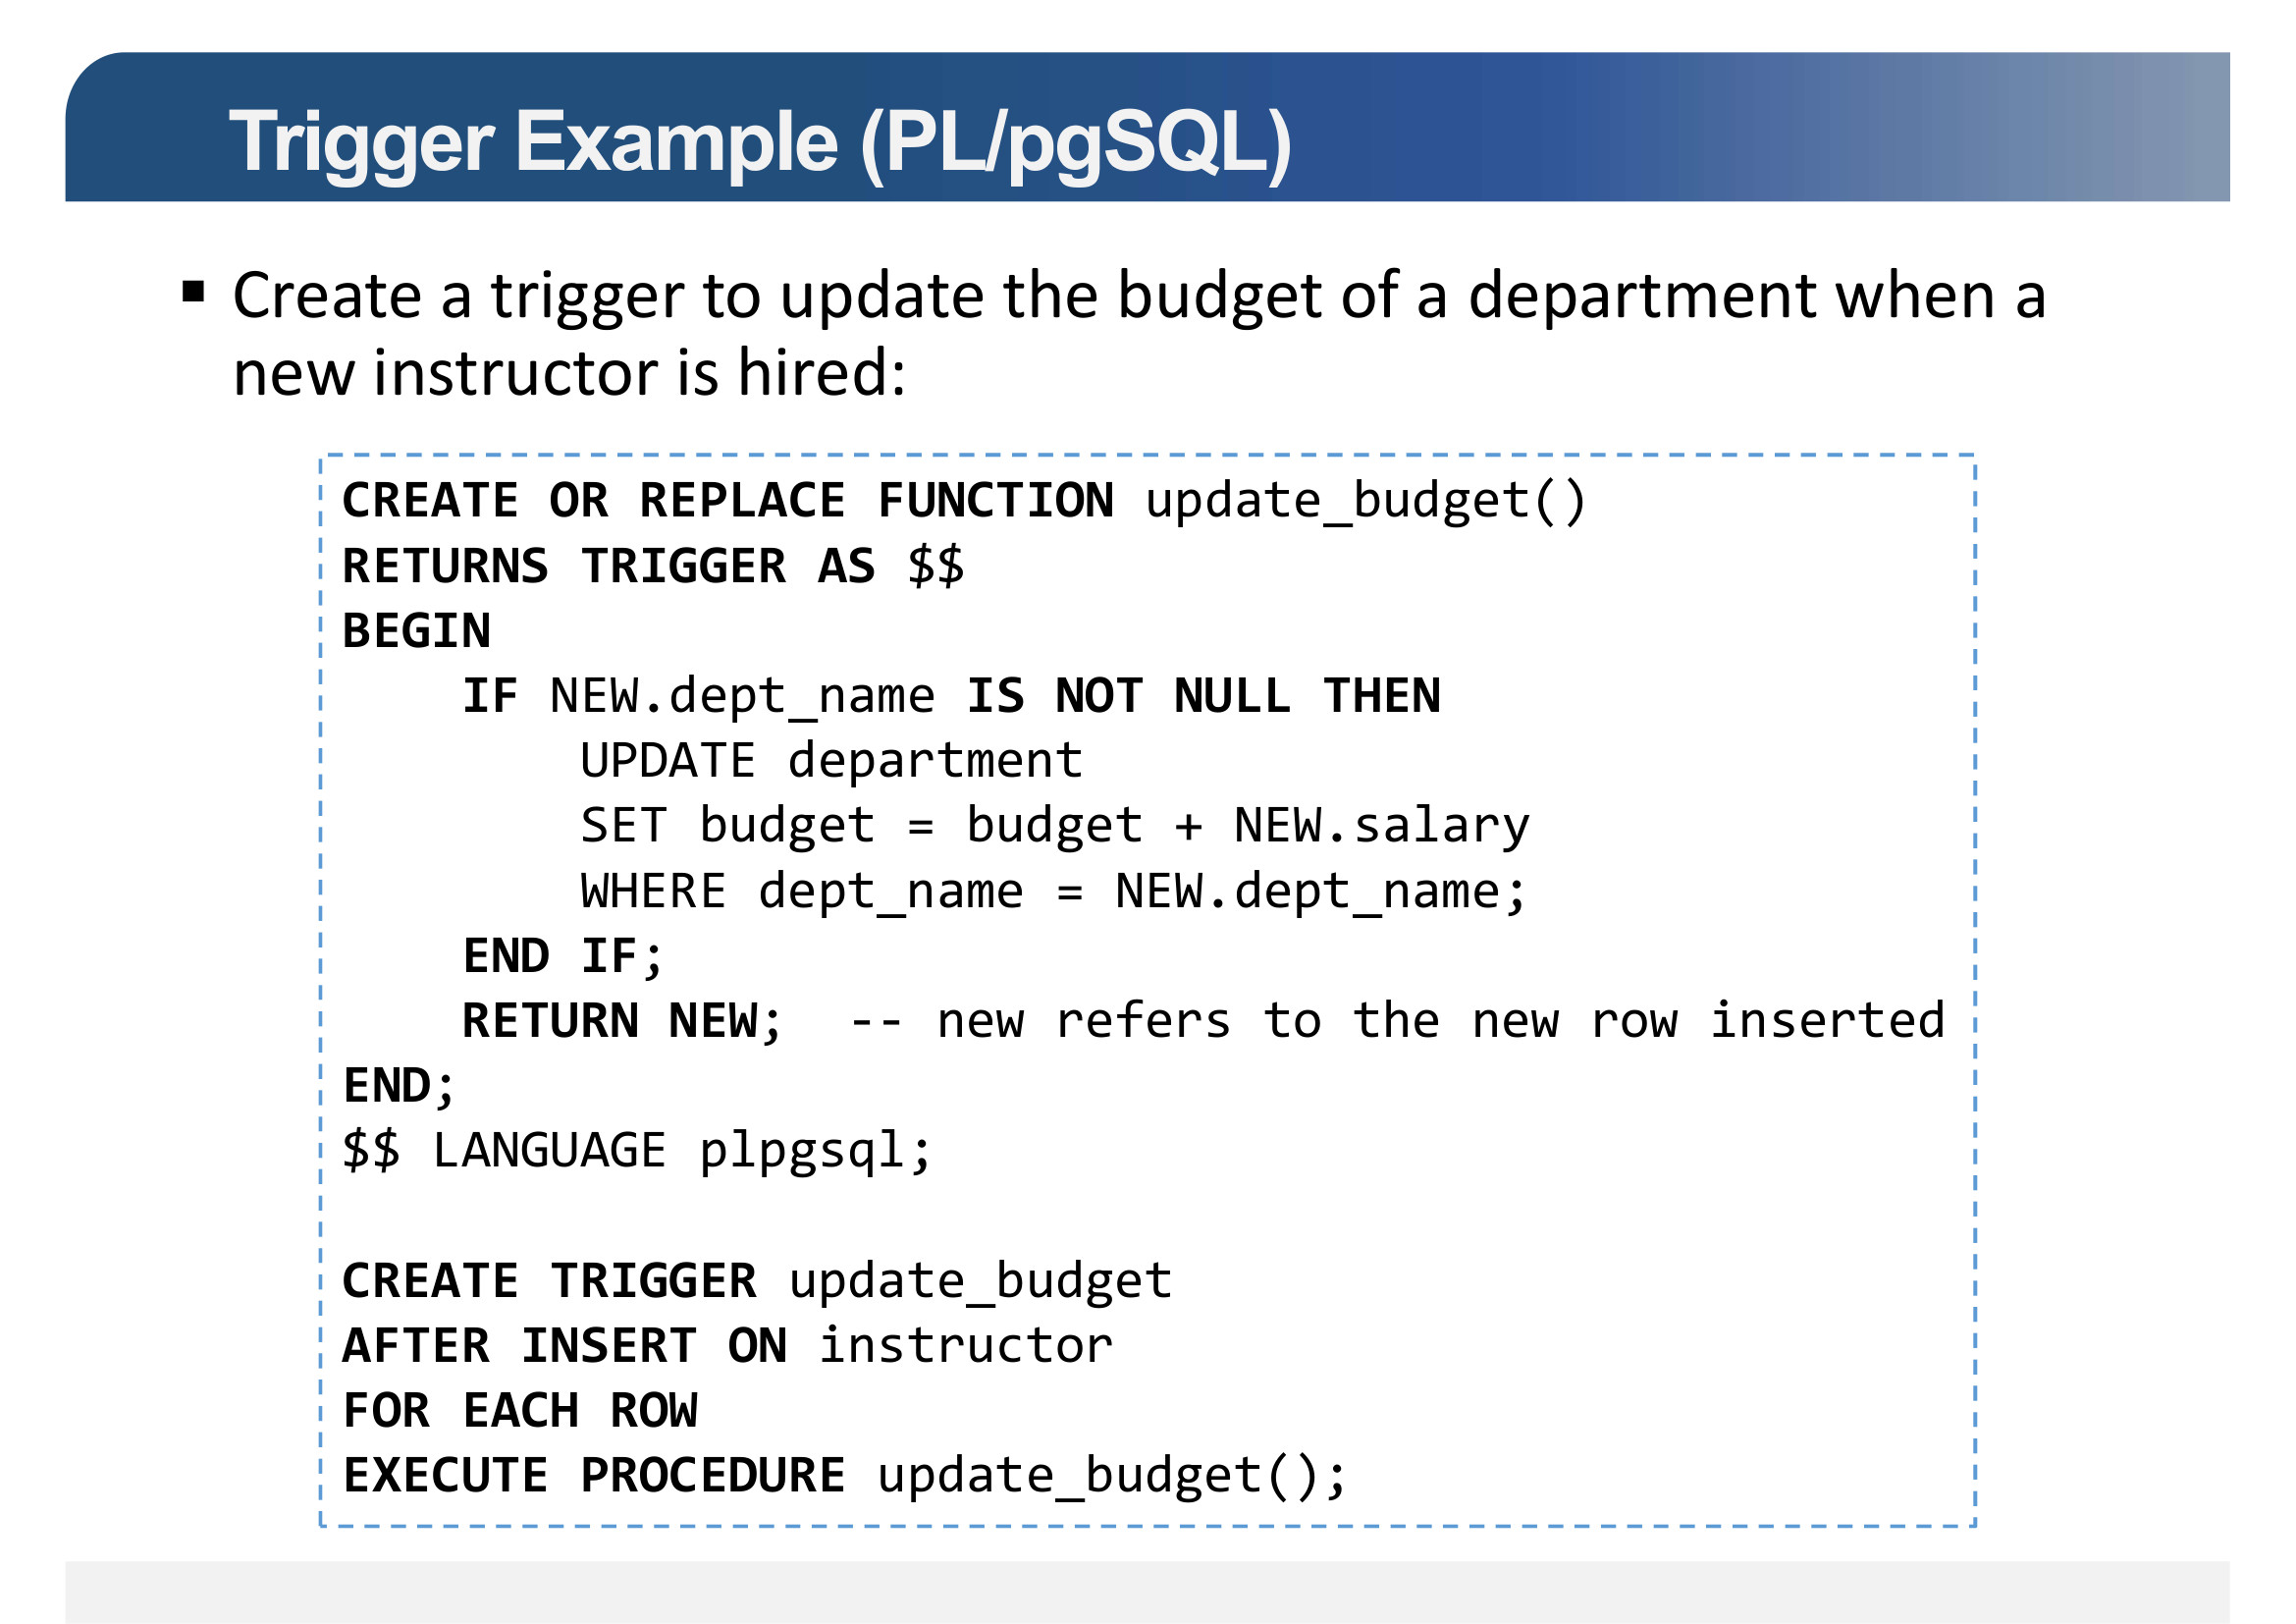 Trigger Example (PL/pgSQL)
▪ Create a trigger to update the budget of a department when a
new instructor is hired:
CREATE OR REPLACE FUNCTION update_budget()
RETURNS TRIGGER AS $$
BEGIN
    IF NEW.dept_name IS NOT NULL THEN
        UPDATE department
        SET budget = budget + NEW.salary
        WHERE dept_name = NEW.dept_name;
    END IF;
    RETURN NEW;  -- new refers to the new row inserted
END;
$$ LANGUAGE plpgsql;
CREATE TRIGGER update_budget
AFTER INSERT ON instructor
FOR EACH ROW
EXECUTE PROCEDURE update_budget();